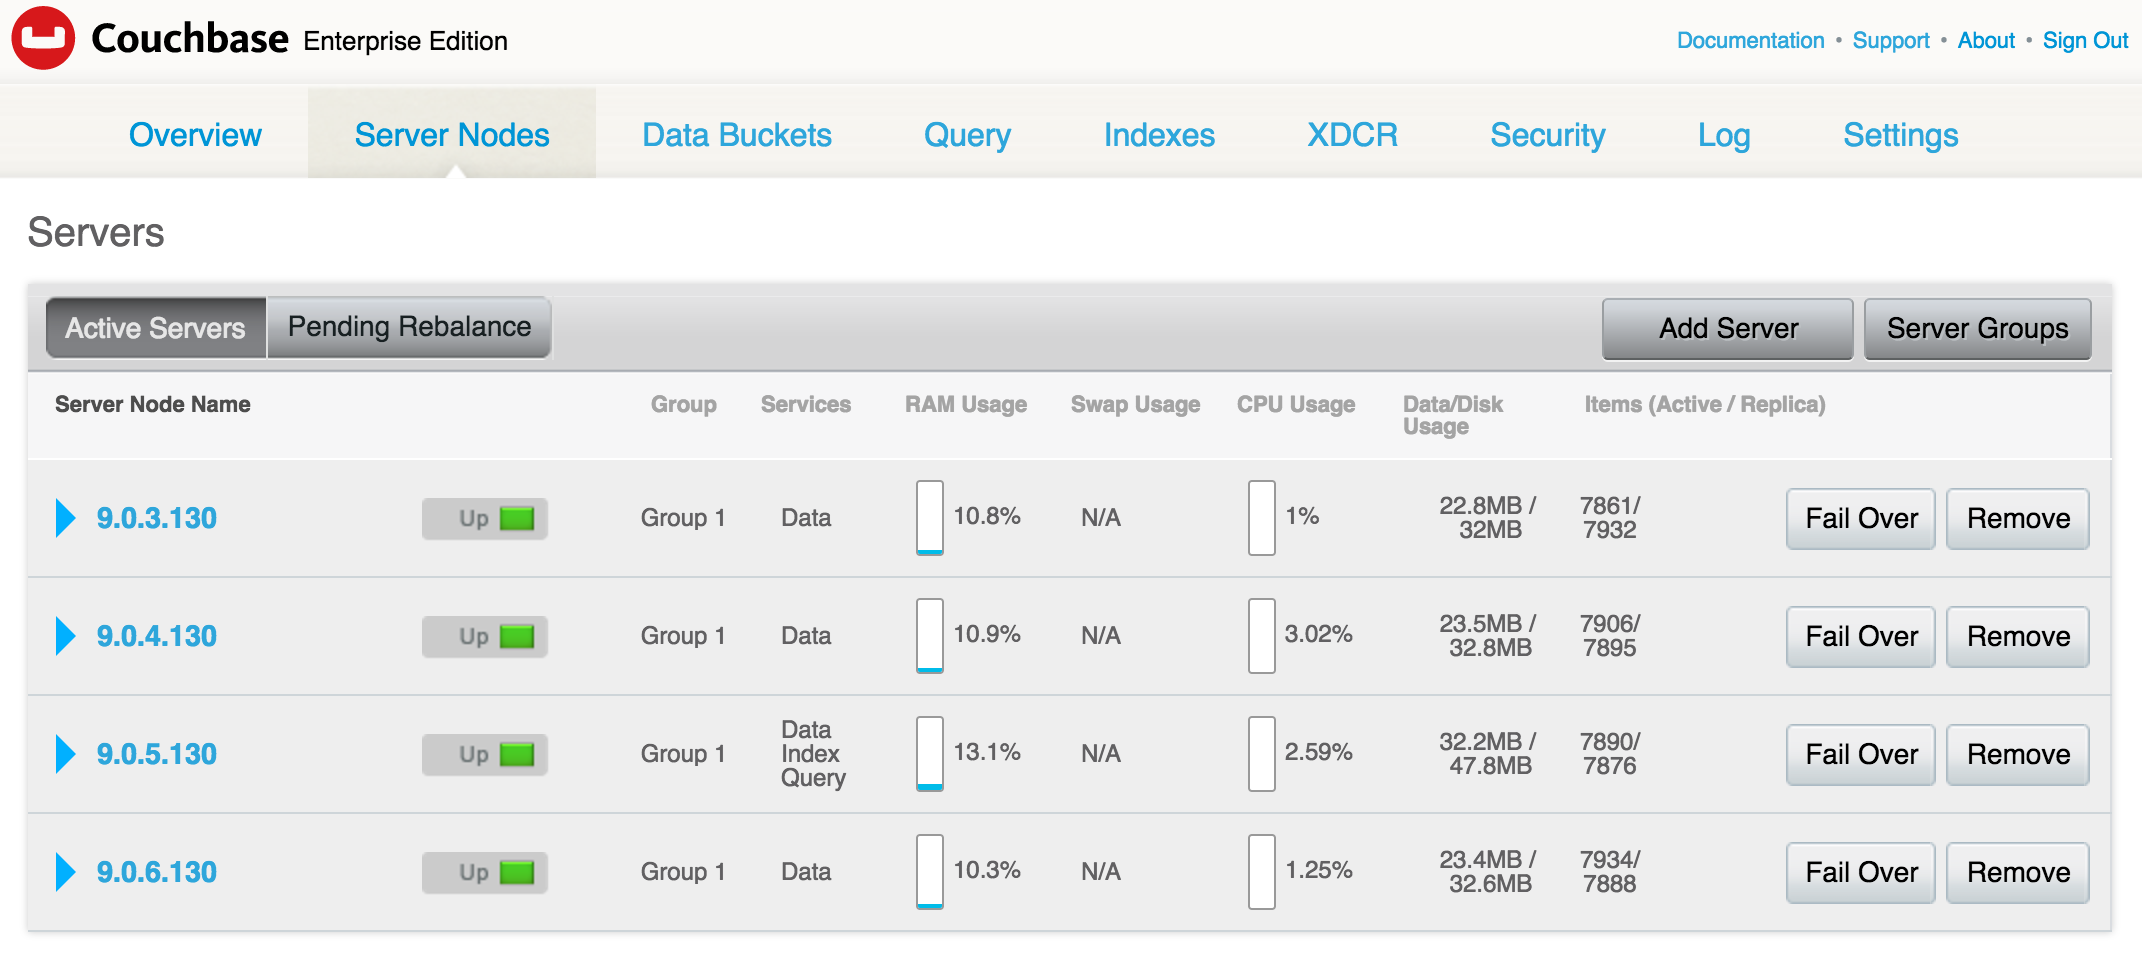 Couchbase Enterprise Edition
Documentation • Support • About • Sign Out
Overview Server Nodes Data Buckets Query Indexes XDCR Security Log Settings
Servers
Active Servers Pending Rebalance Add Server Server Groups
Server Node Name Group Services RAM Usage Swap Usage CPU Usage Data/Disk Usage Items (Active / Replica)
9.0.3.130 Up Group 1 Data 10.8% N/A 1% 22.8MB / 32MB 7861/ 7932 Fail Over Remove
9.0.4.130 Up Group 1 Data 10.9% N/A 3.02% 23.5MB / 32.8MB 7906/ 7895 Fail Over Remove
9.0.5.130 Up Group 1 Data Index Query 13.1% N/A 2.59% 32.2MB / 47.8MB 7890/ 7876 Fail Over Remove
9.0.6.130 Up Group 1 Data 10.3% N/A 1.25% 23.4MB / 32.6MB 7934/ 7888 Fail Over Remove